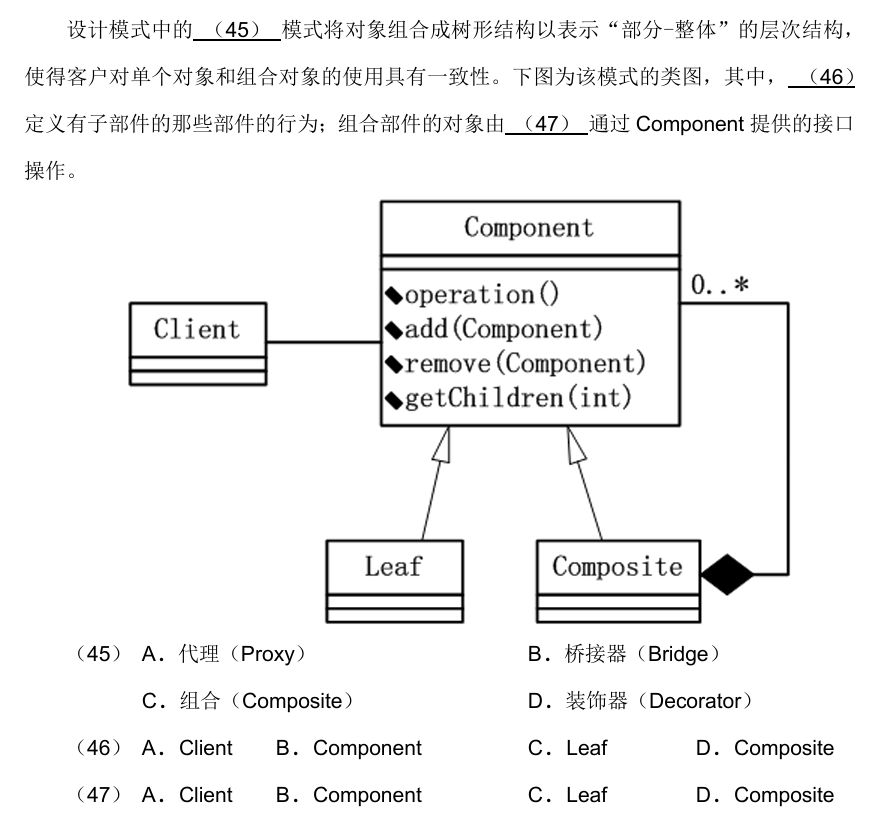 设计模式中的 （45） 模式将对象组合成树形结构以表示“部分-整体”的层次结构，
使得客户对单个对象和组合对象的使用具有一致性。下图为该模式的类图，其中， （46）
定义有子部件的那些部件的行为；组合部件的对象由 （47） 通过 Component 提供的接口
操作。
Component
0..*
operation()
Client
add(Component)
remove(Component)
getChildren(int)
Leaf
Composite
（45） A．代理（Proxy） B．桥接器（Bridge）
C．组合（Composite） D．装饰器（Decorator）
（46） A．Client B．Component C．Leaf D．Composite
（47） A．Client B．Component C．Leaf D．Composite